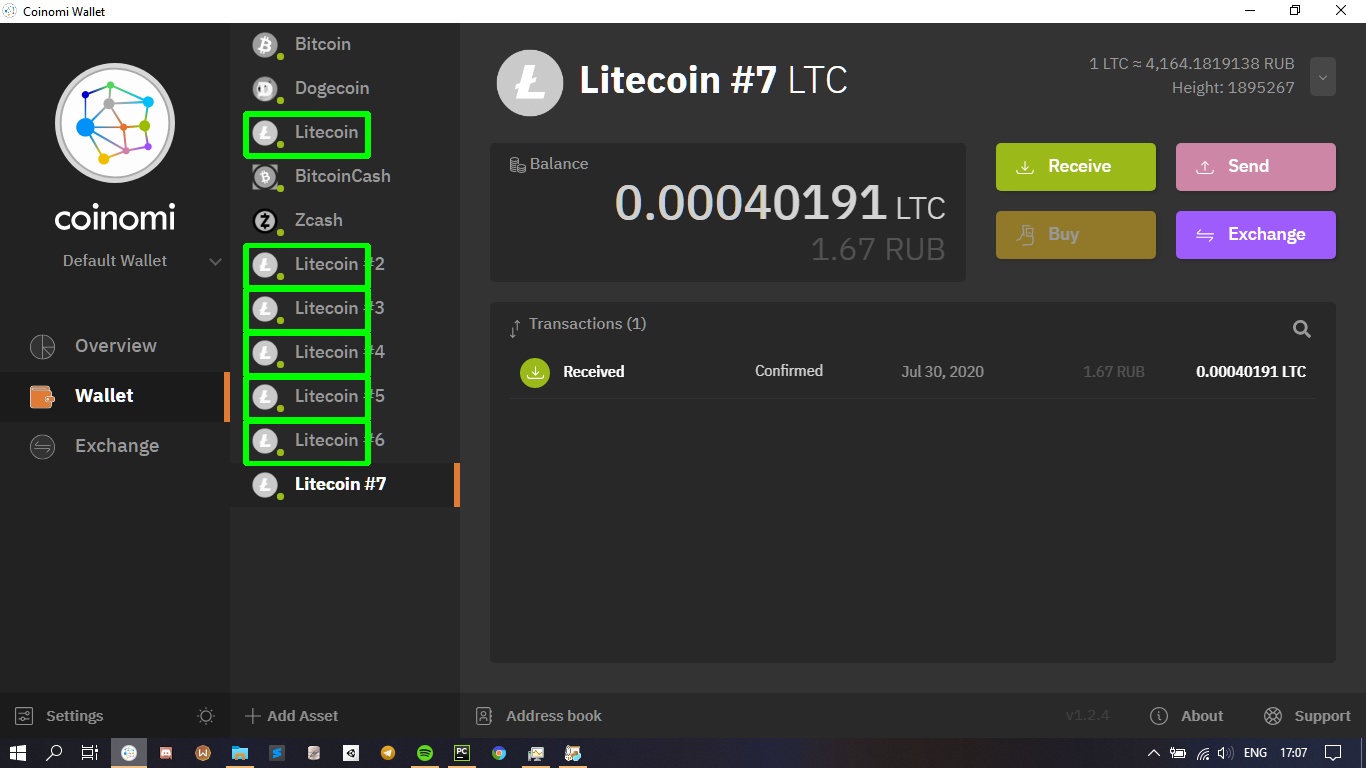 Coinomi Wallet
coinomi
Default Wallet
Overview
Wallet
Exchange
Settings
Bitcoin
Dogecoin
Litecoin
BitcoinCash
Zcash
Litecoin #2
Litecoin #3
Litecoin #4
Litecoin #5
Litecoin #6
Litecoin #7
Add Asset
Litecoin #7 LTC
1 LTC ≈ 4,164.1819138 RUB
Height: 1895267
Balance
0.00040191 LTC
1.67 RUB
Receive
Send
Buy
Exchange
Transactions (1)
Received Confirmed Jul 30, 2020 1.67 RUB 0.00040191 LTC
Address book
v1.2.4
About
Support
PC
ENG
17:07